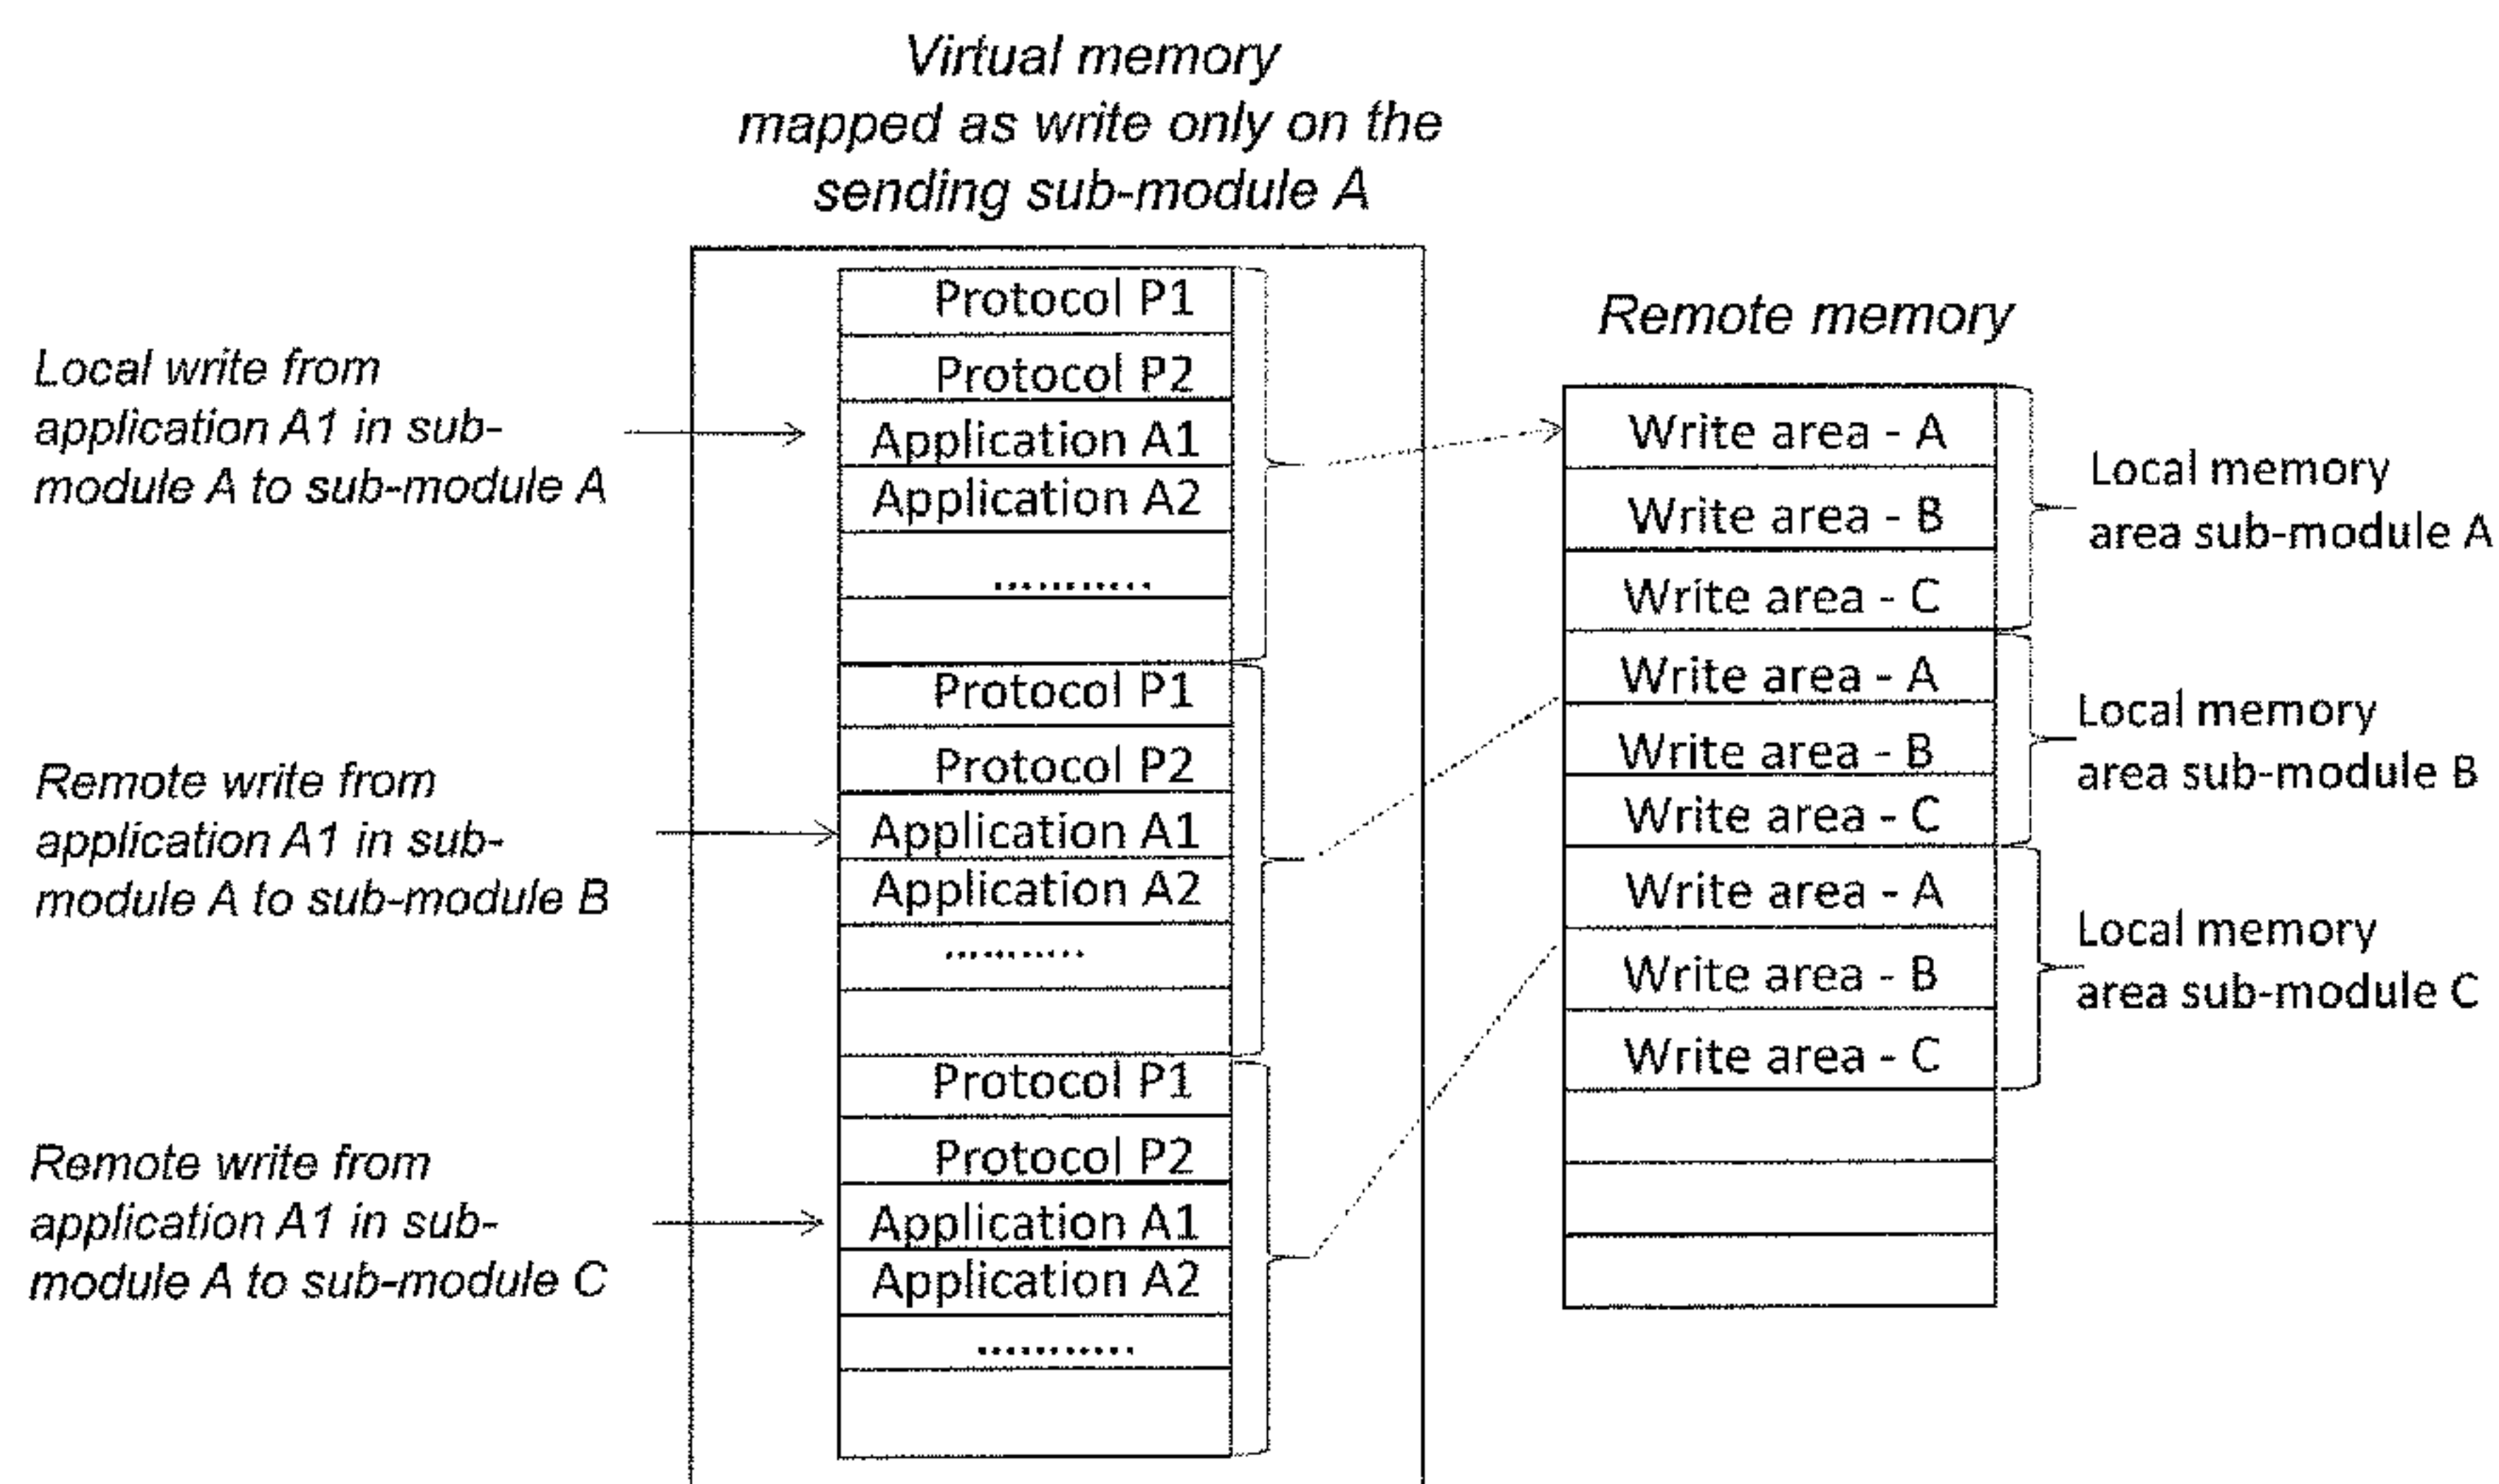 Virtual memory
mapped as write only on the
sending sub-module A
Local write from
application A1 in sub-
module A to sub-module A
Remote write from
application A1 in sub-
module A to sub-module B
Remote write from
application A1 in sub-
module A to sub-module C
Protocol P1
Protocol P2
Application A1
Application A2
...........
Protocol P1
Protocol P2
Application A1
Application A2
..........
Protocol P1
Protocol P2
Application A1
Application A2
...........
Remote memory
Write area - A
Write area - B
Write area - C
Write area - A
Write area - B
Write area - C
Write area - A
Write area - B
Write area - C
Local memory
area sub-module A
Local memory
area sub-module B
Local memory
area sub-module C